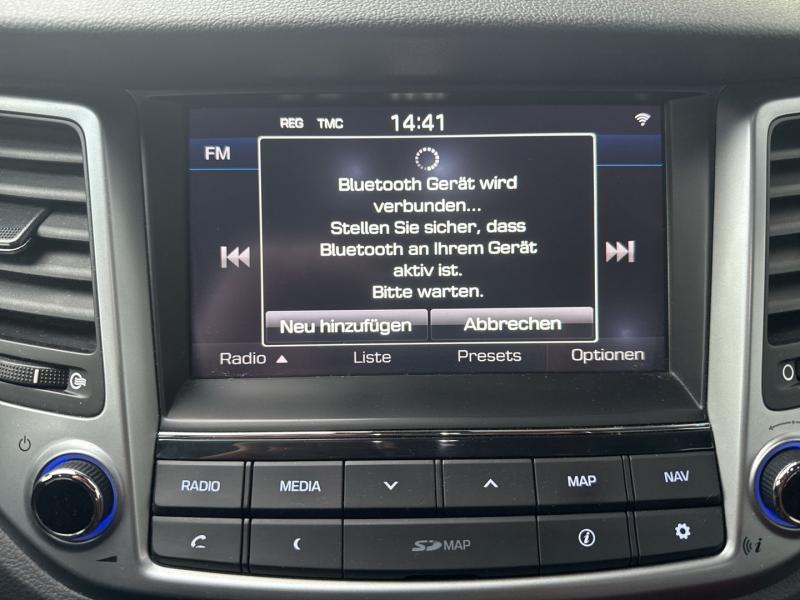 REG TMC 14:41
FM
Bluetooth Gerät wird
verbunden...
Stellen Sie sicher, dass
Bluetooth an Ihrem Gerät
aktiv ist.
Bitte warten.
Neu hinzufügen Abbrechen
Radio Liste Presets Optionen
RADIO MEDIA MAP NAV
SD MAP